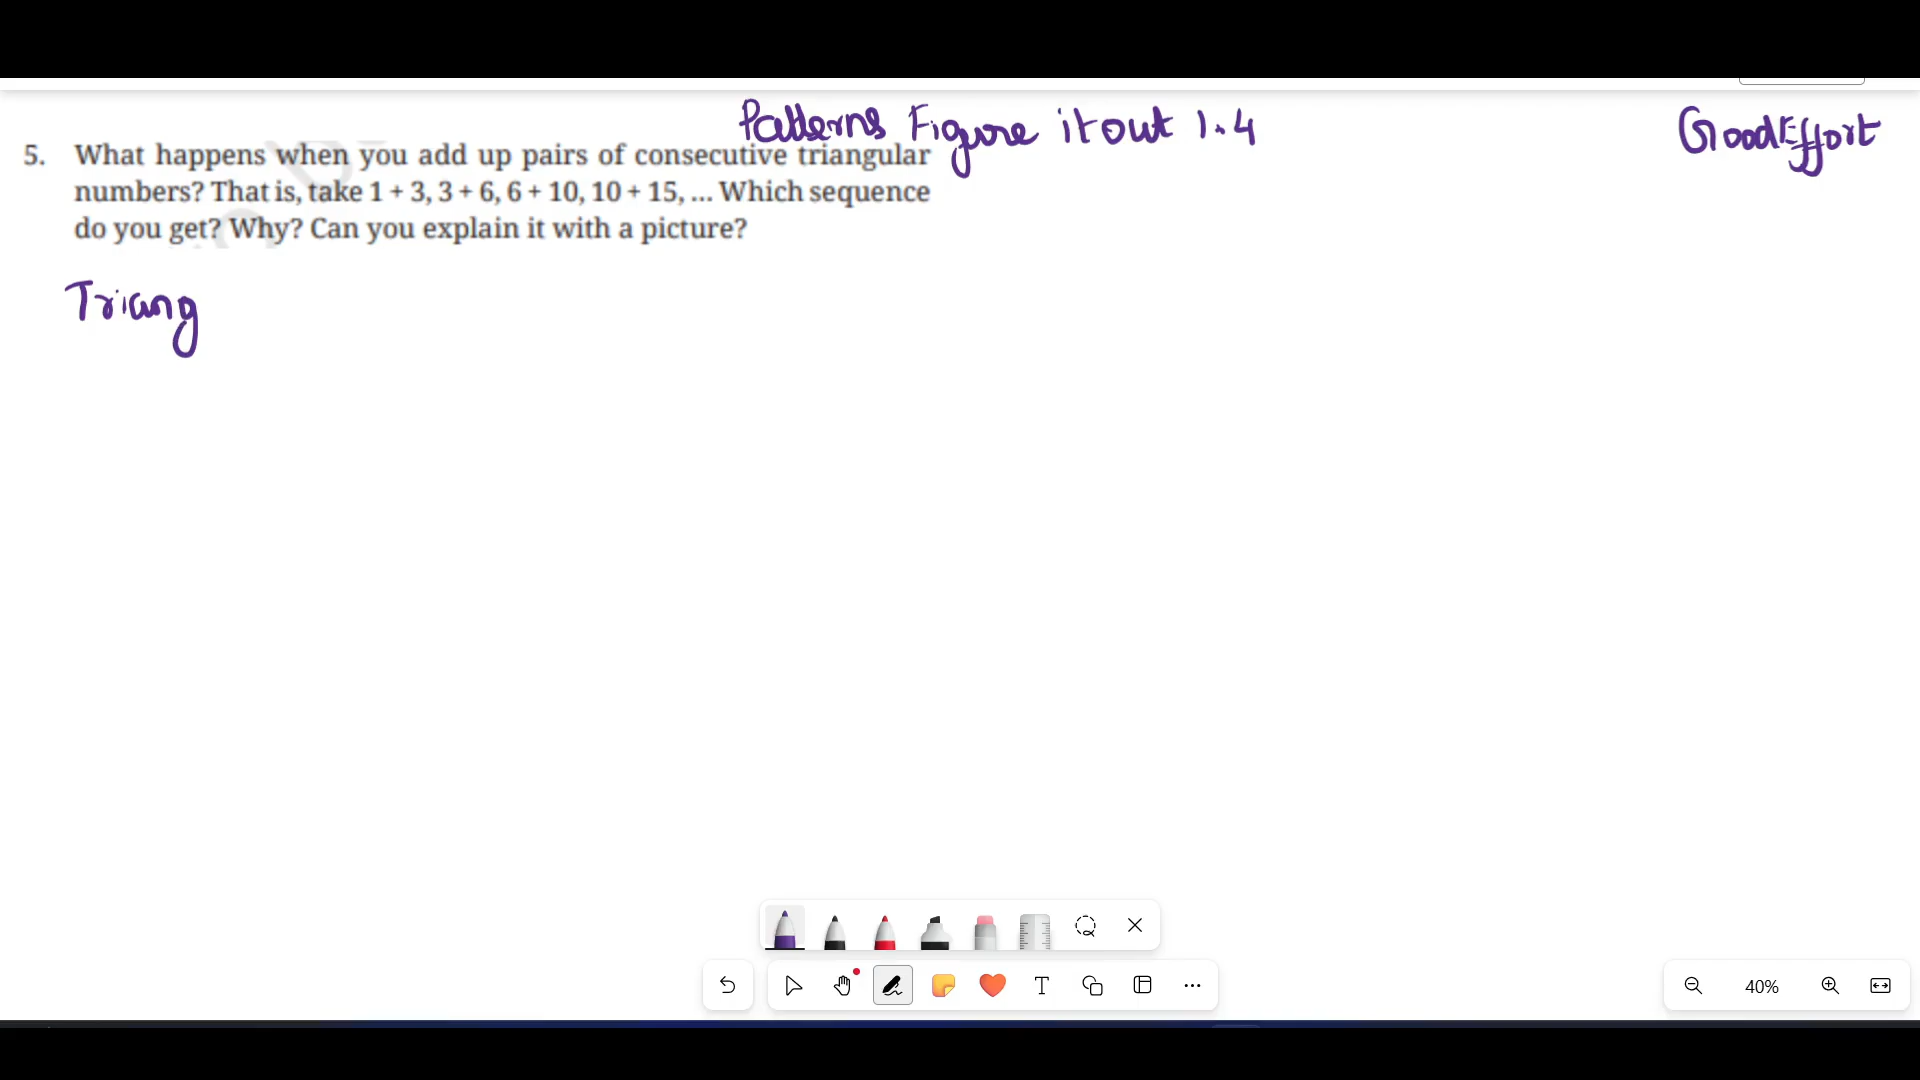 Patterns Figure it out 1.4
Good Effort
5. What happens when you add up pairs of consecutive triangular
numbers? That is, take 1 + 3, 3 + 6, 6 + 10, 10 + 15, ... Which sequence
do you get? Why? Can you explain it with a picture?
Triang
40%